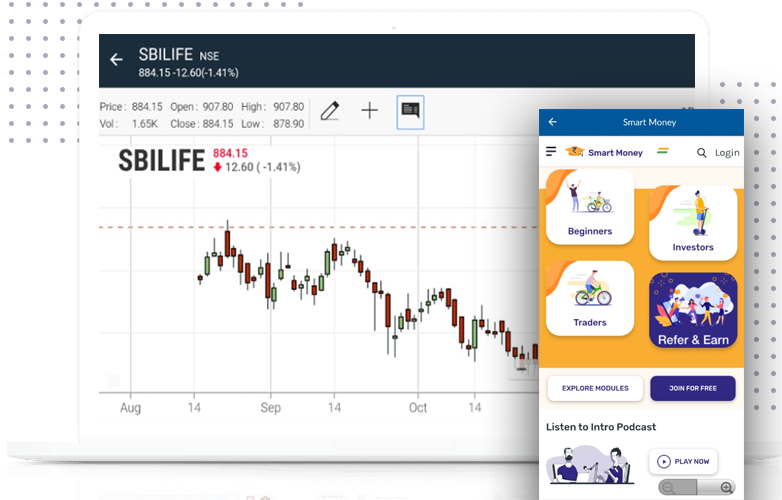 SBILIFE NSE
884.15 -12.60(-1.41%)
Price: 884.15 Open: 907.80 High: 907.80
Vol: 1.65K Close: 884.15 Low: 878.90
SBILIFE 884.15
12.60 ( -1.41%)
Aug 14 Sep 14 Oct 14
Smart Money
Smart Money Login
Beginners
Investors
Traders
Refer & Earn
EXPLORE MODULES JOIN FOR FREE
Listen to Intro Podcast
PLAY NOW